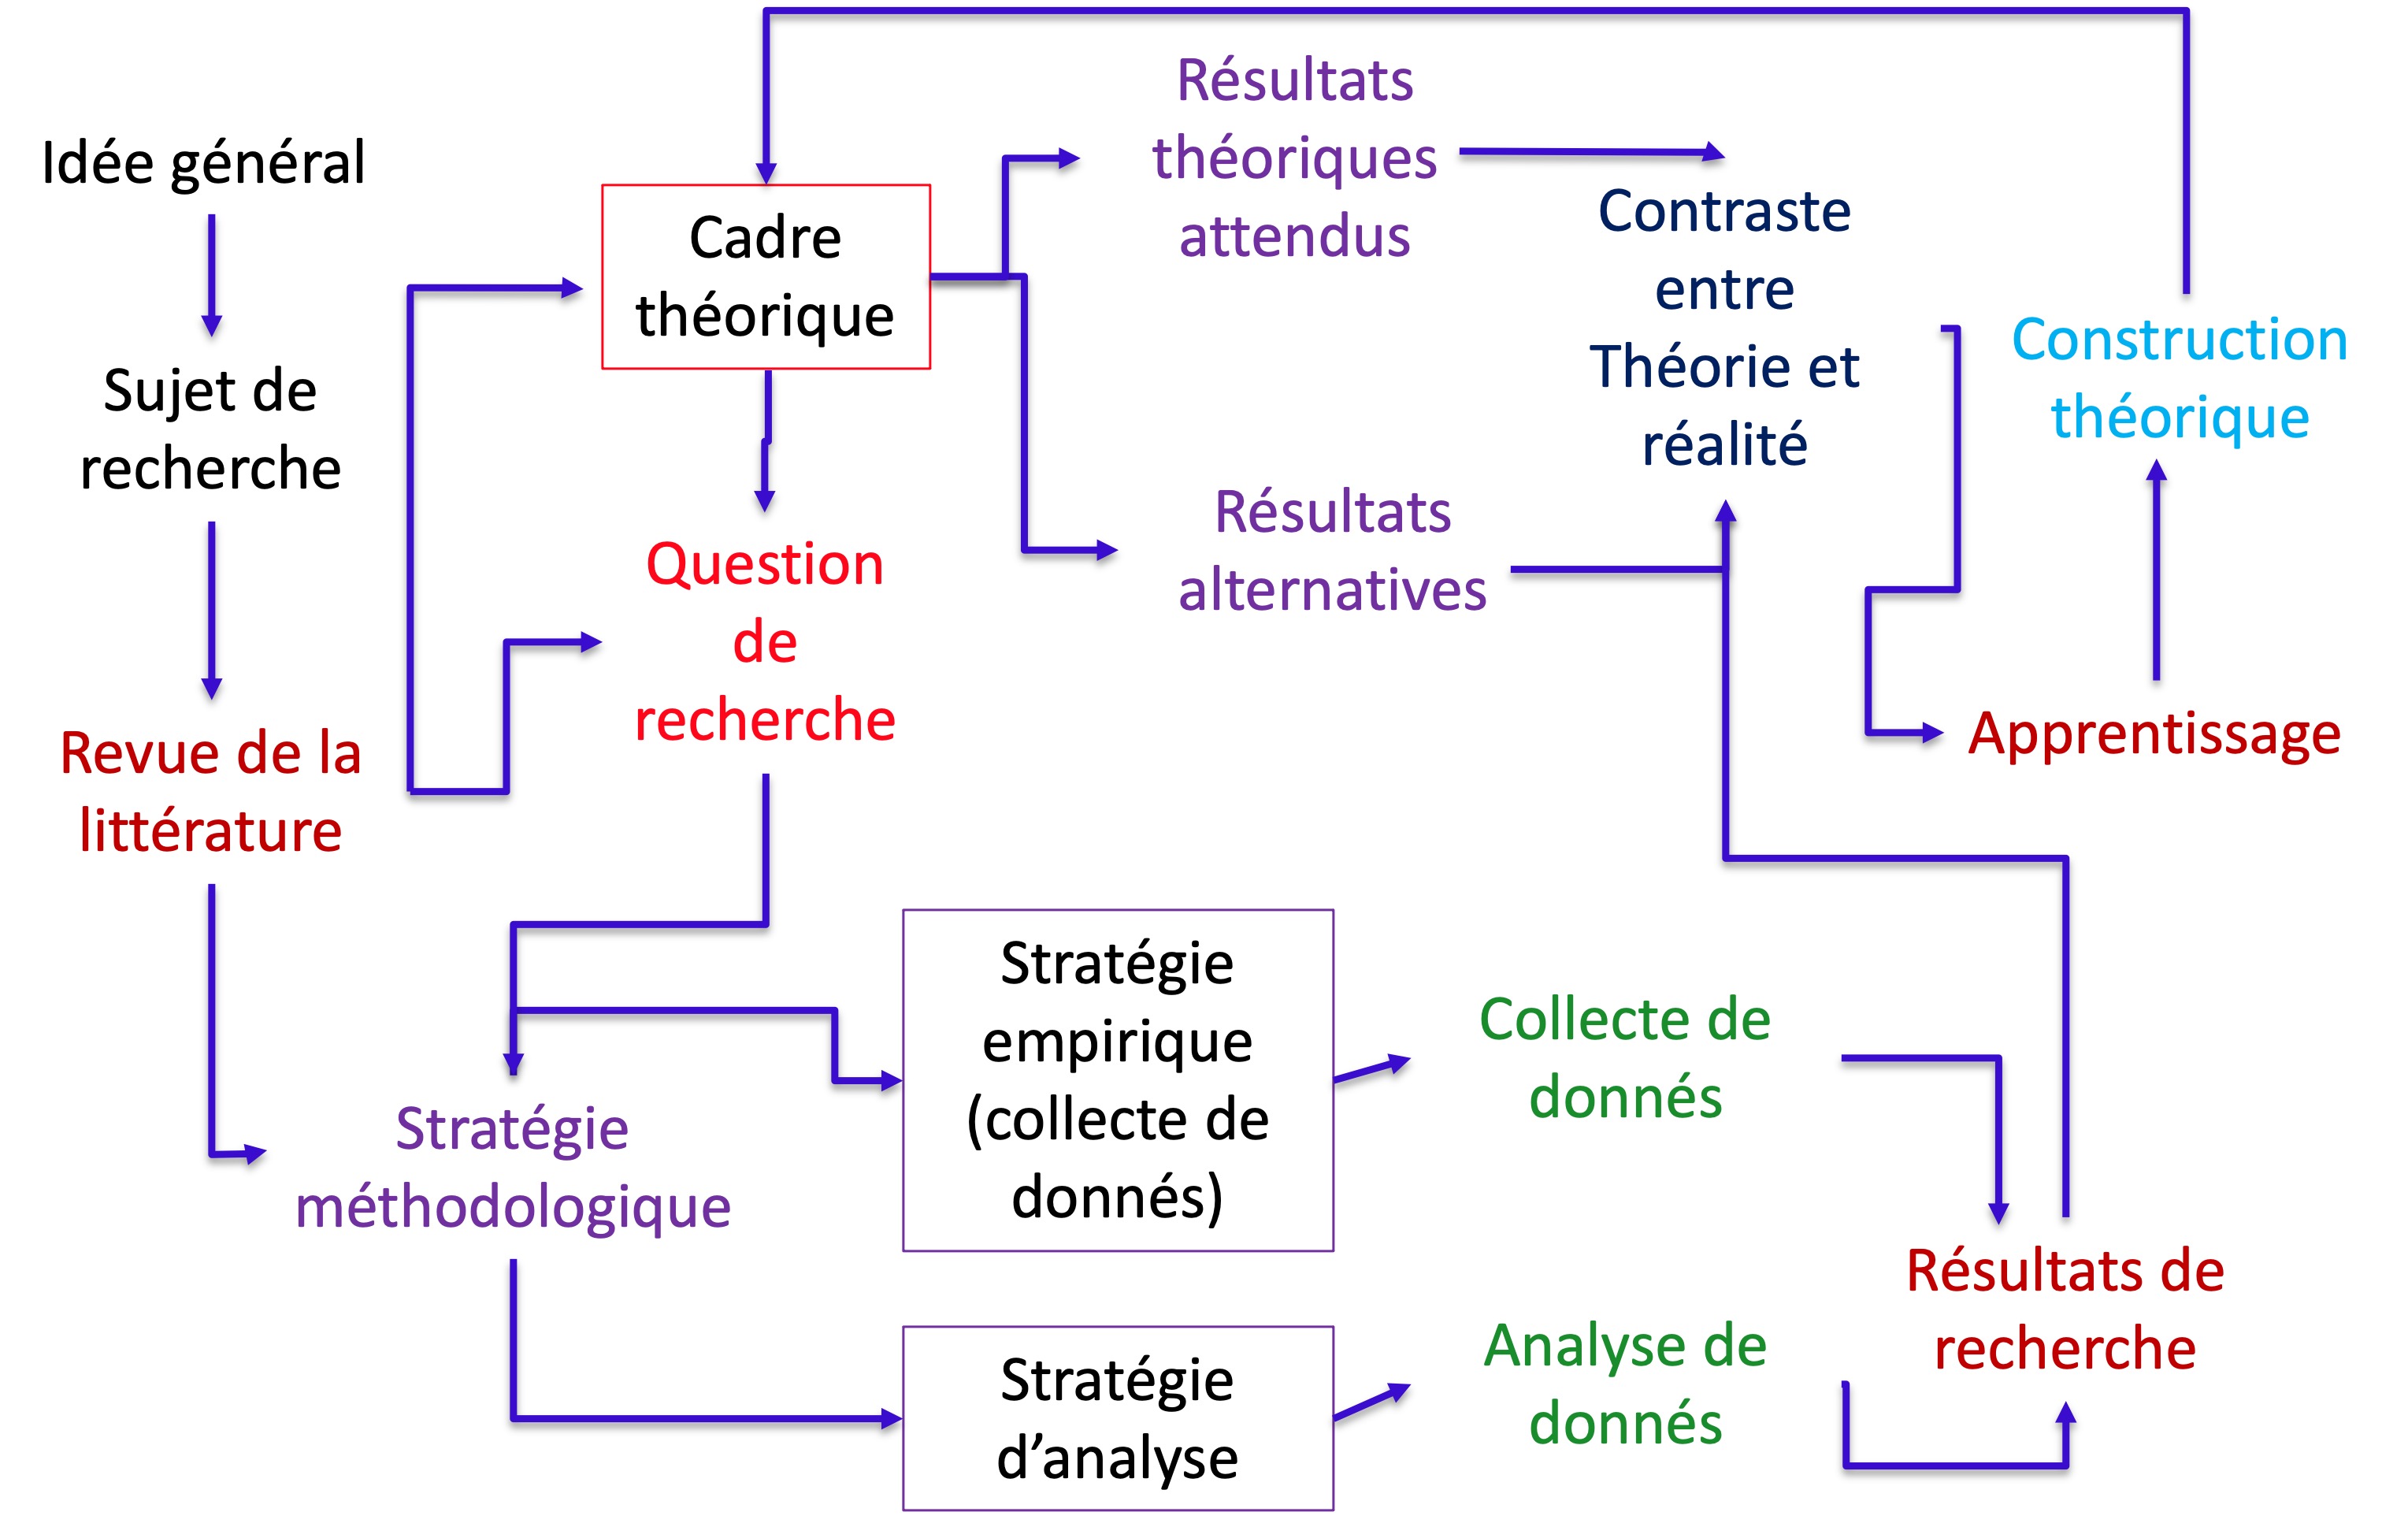 Idée général
Sujet de
recherche
Revue de la
littérature
Cadre
théorique
Question
de
recherche
Stratégie
méthodologique
Résultats
théoriques
attendus
Résultats
alternatives
Contraste
entre
Théorie et
réalité
Construction
théorique
Apprentissage
Stratégie
empirique
(collecte de
donnés)
Stratégie
d’analyse
Collecte de
donnés
Analyse de
donnés
Résultats de
recherche